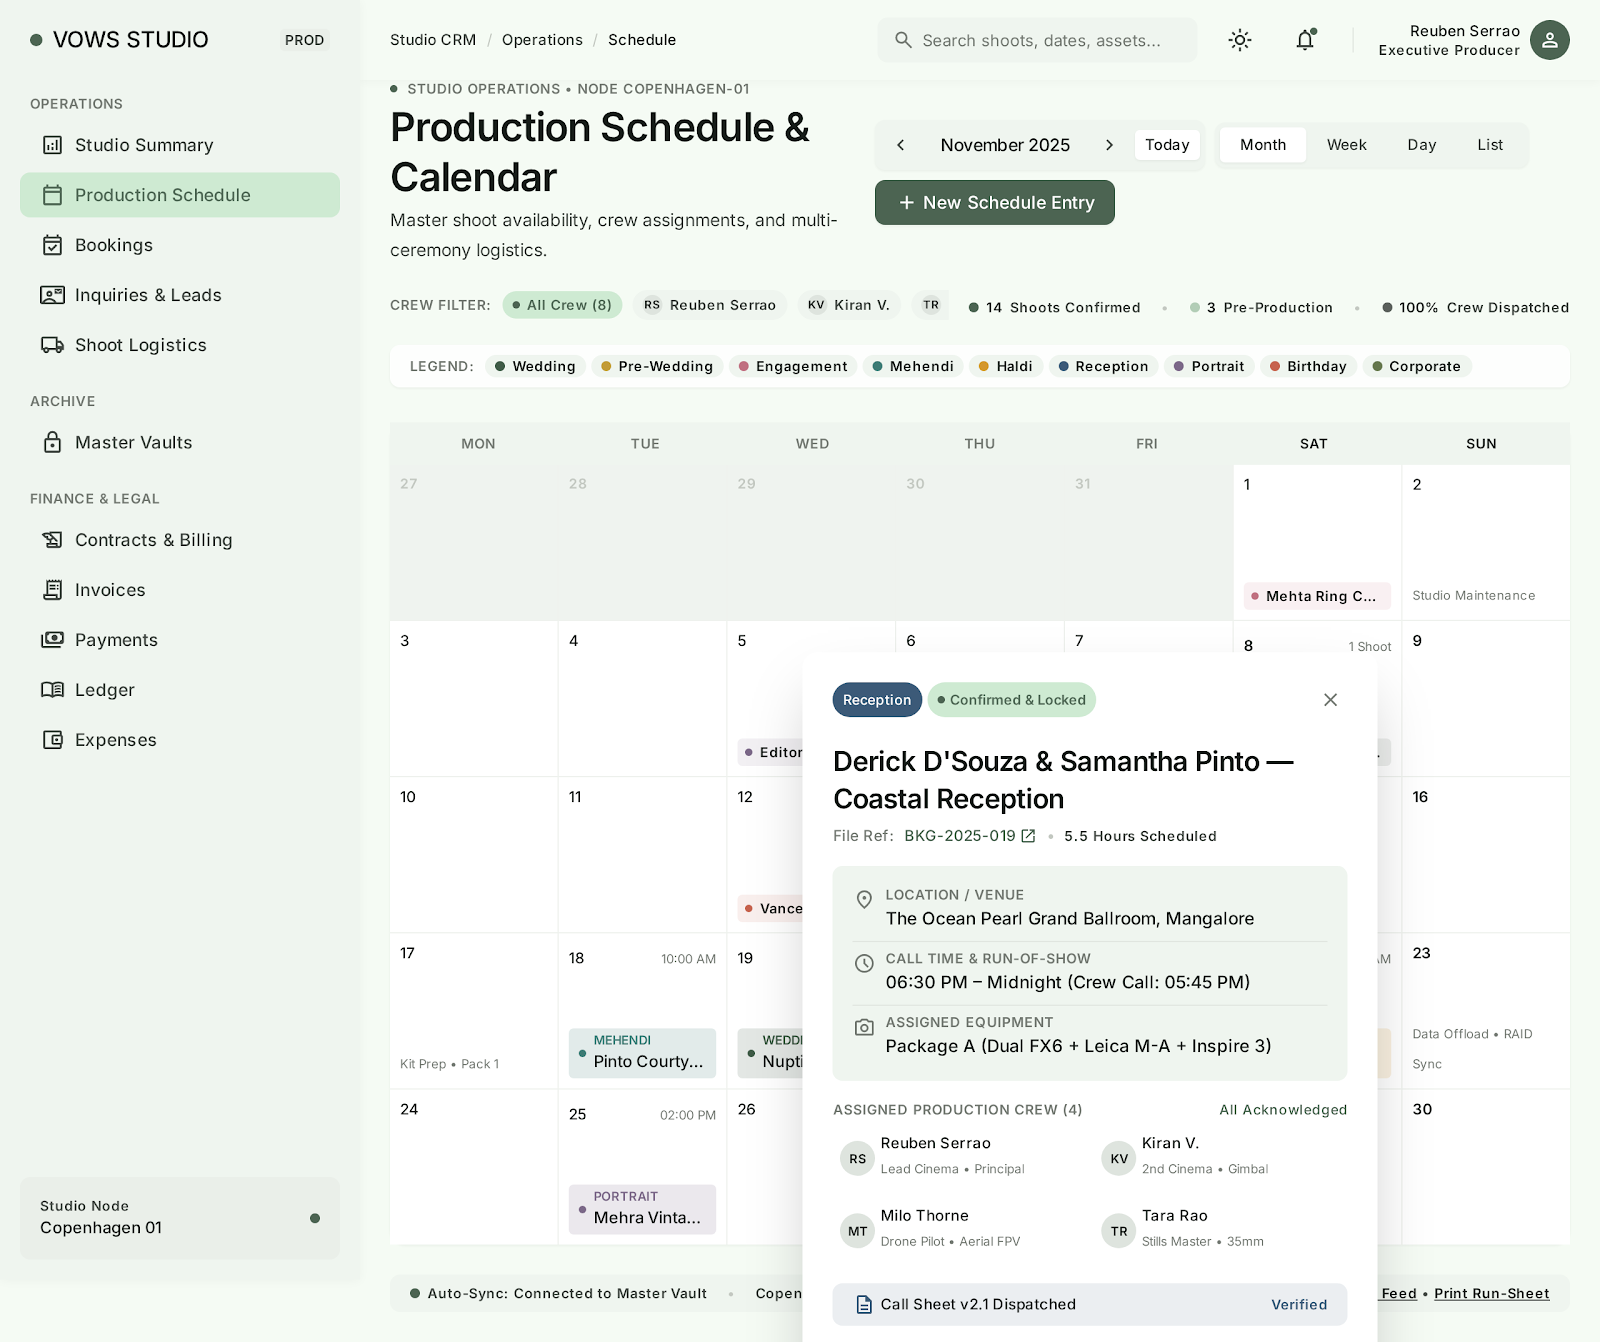 VOWS STUDIO
PROD
Studio CRM / Operations / Schedule
Search shoots, dates, assets...
Reuben Serrao
Executive Producer
OPERATIONS
Studio Summary
Production Schedule
Bookings
Inquiries & Leads
Shoot Logistics
ARCHIVE
Master Vaults
FINANCE & LEGAL
Contracts & Billing
Invoices
Payments
Ledger
Expenses
Studio Node
Copenhagen 01
STUDIO OPERATIONS • NODE COPENHAGEN-01
Production Schedule &
Calendar
Master shoot availability, crew assignments, and multi-
ceremony logistics.
November 2025
Today
Month Week Day List
New Schedule Entry
CREW FILTER: All Crew (8) RS Reuben Serrao KV Kiran V. TR
14 Shoots Confirmed • 3 Pre-Production • 100% Crew Dispatched
LEGEND: Wedding Pre-Wedding Engagement Mehendi Haldi Reception Portrait Birthday Corporate
MON TUE WED THU FRI SAT SUN
27 28 29 30 31 1 2
Mehta Ring C...
Studio Maintenance
3 4 5 6 7 8 1 Shoot 9
Editor
10 11 12 16
Vance
17 18 10:00 AM 19 23
Kit Prep • Pack 1
MEHENDI
Pinto Courty...
WEDD
Nupti
Data Offload • RAID
Sync
24 25 02:00 PM 26 30
PORTRAIT
Mehra Vinta...
Reception
Confirmed & Locked
Derick D'Souza & Samantha Pinto —
Coastal Reception
File Ref: BKG-2025-019 • 5.5 Hours Scheduled
LOCATION / VENUE
The Ocean Pearl Grand Ballroom, Mangalore
CALL TIME & RUN-OF-SHOW
06:30 PM – Midnight (Crew Call: 05:45 PM)
ASSIGNED EQUIPMENT
Package A (Dual FX6 + Leica M-A + Inspire 3)
ASSIGNED PRODUCTION CREW (4)
All Acknowledged
RS Reuben Serrao
Lead Cinema • Principal
KV Kiran V.
2nd Cinema • Gimbal
MT Milo Thorne
Drone Pilot • Aerial FPV
TR Tara Rao
Stills Master • 35mm
Call Sheet v2.1 Dispatched
Verified
Auto-Sync: Connected to Master Vault • Copen
Feed • Print Run-Sheet